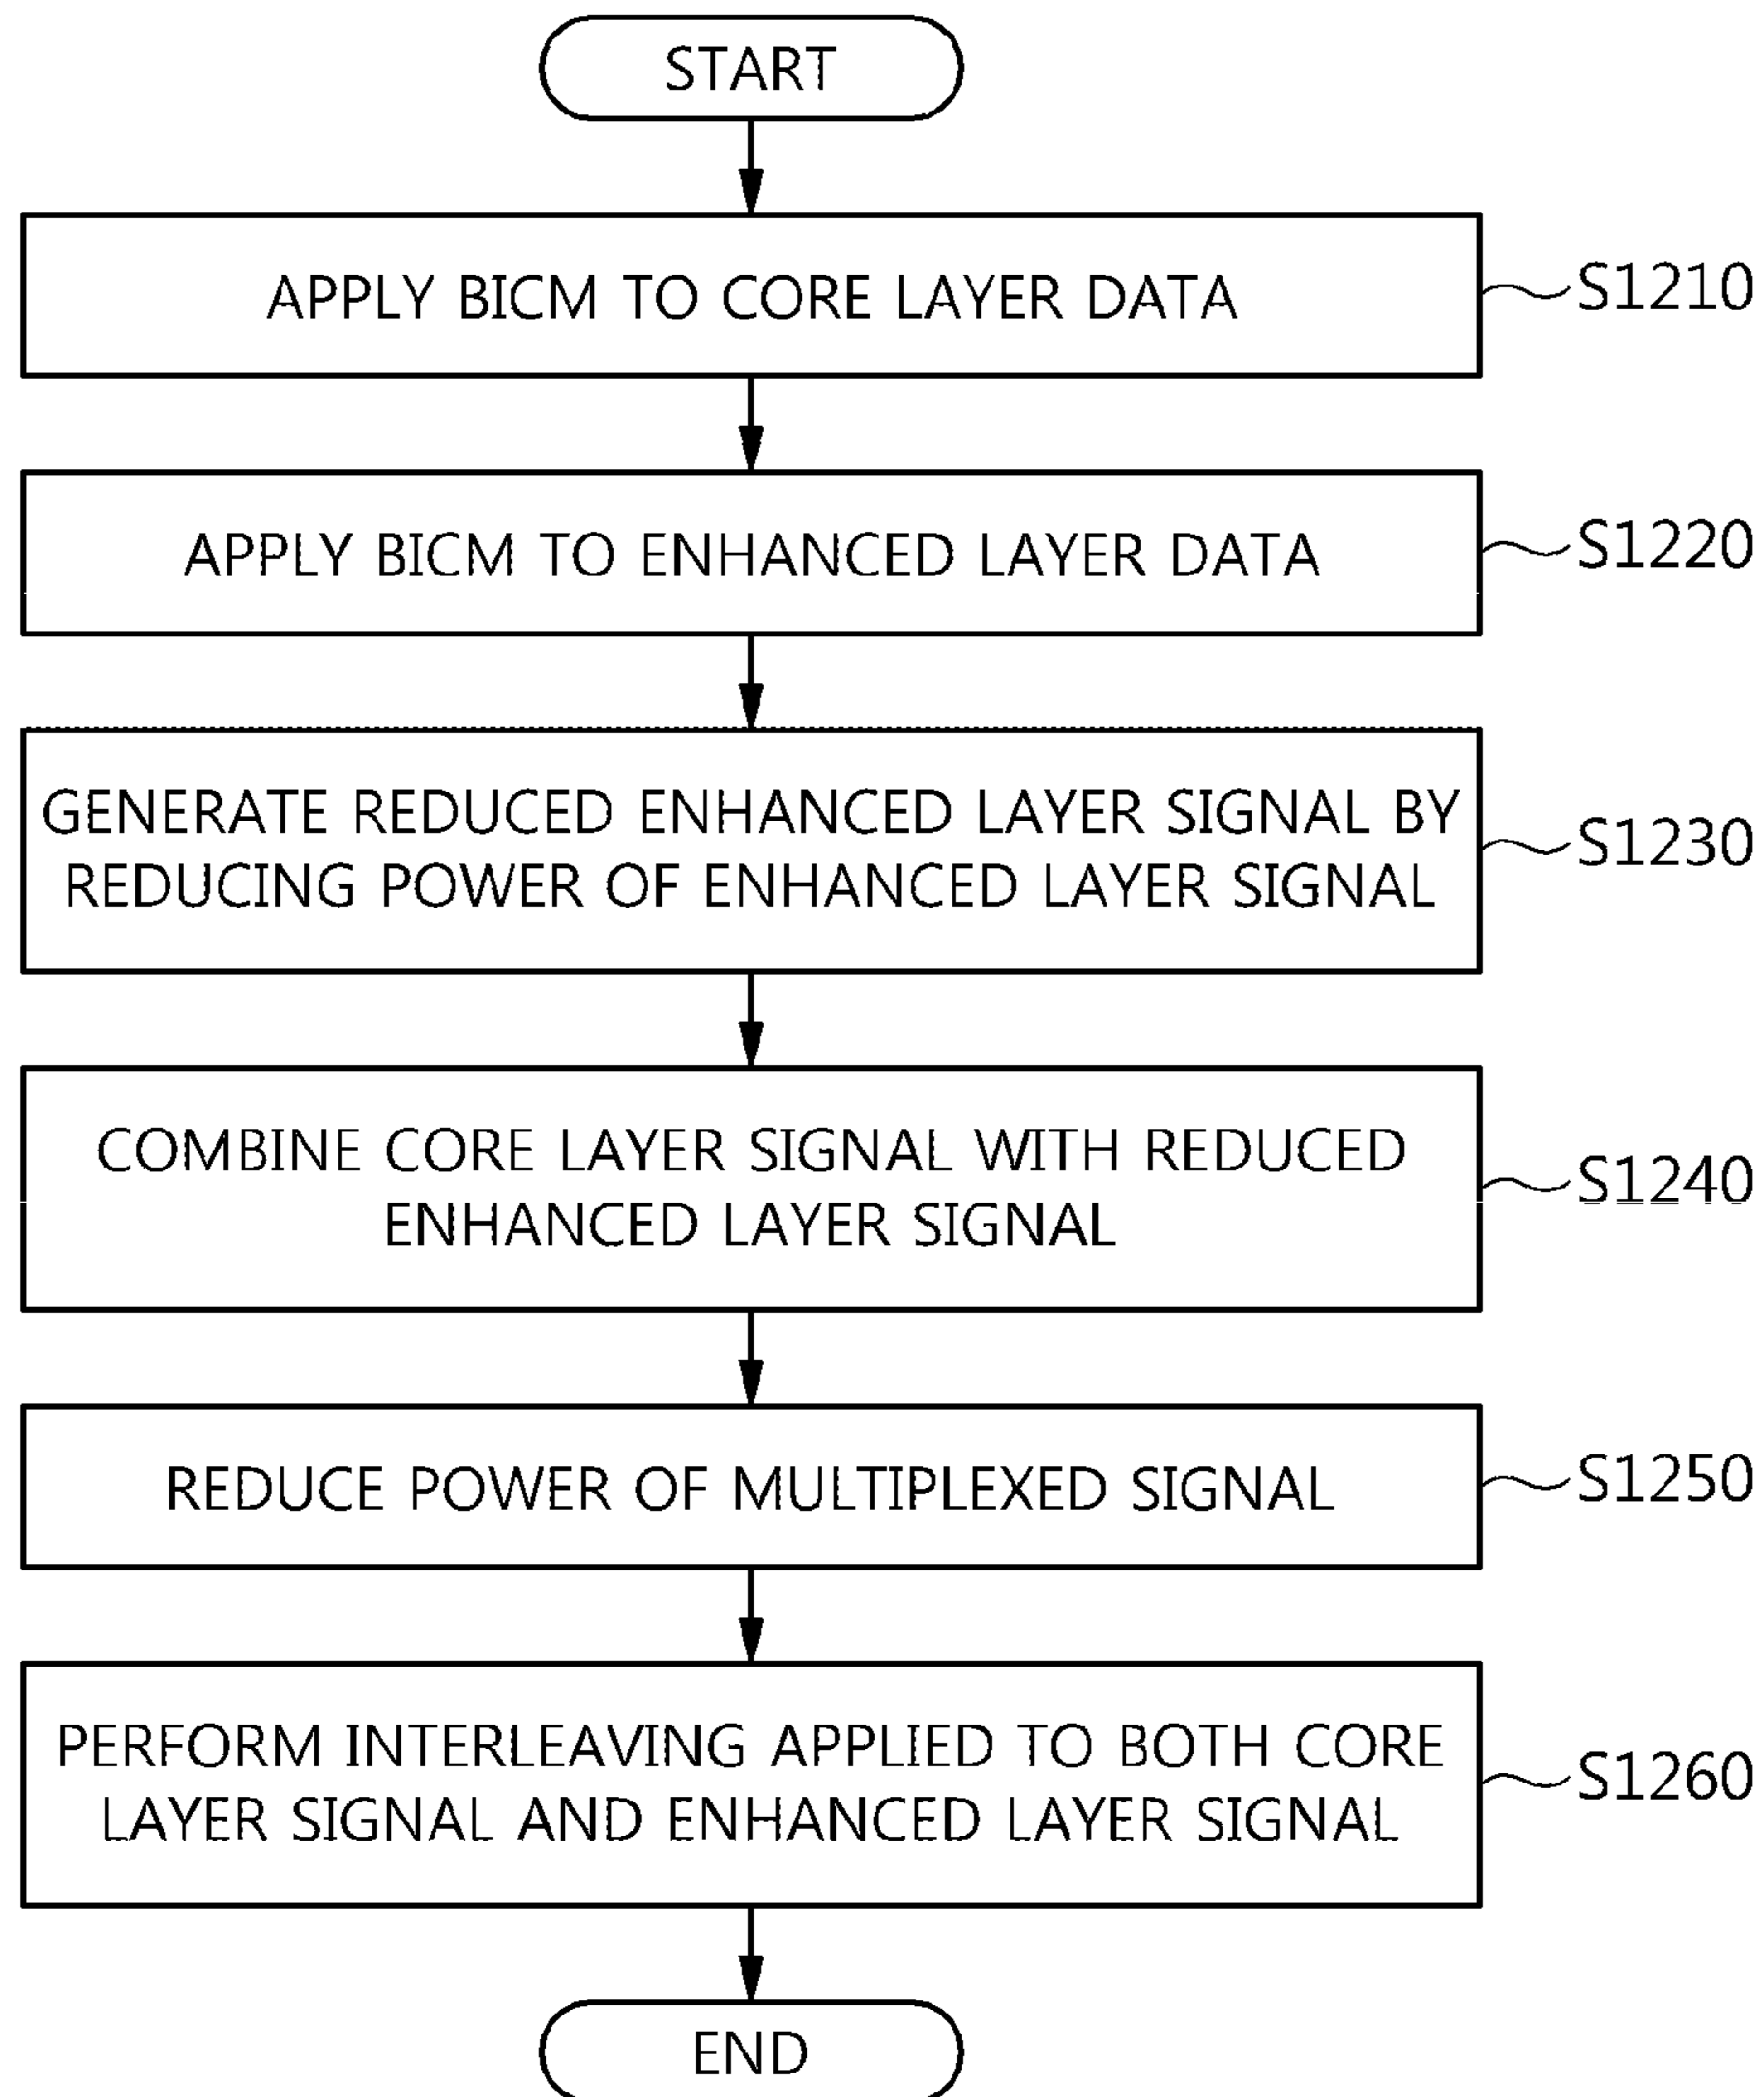 START
APPLY BICM TO CORE LAYER DATA
S1210
APPLY BICM TO ENHANCED LAYER DATA
S1220
GENERATE REDUCED ENHANCED LAYER SIGNAL BY
REDUCING POWER OF ENHANCED LAYER SIGNAL
S1230
COMBINE CORE LAYER SIGNAL WITH REDUCED
ENHANCED LAYER SIGNAL
S1240
REDUCE POWER OF MULTIPLEXED SIGNAL
S1250
PERFORM INTERLEAVING APPLIED TO BOTH CORE
LAYER SIGNAL AND ENHANCED LAYER SIGNAL
S1260
END